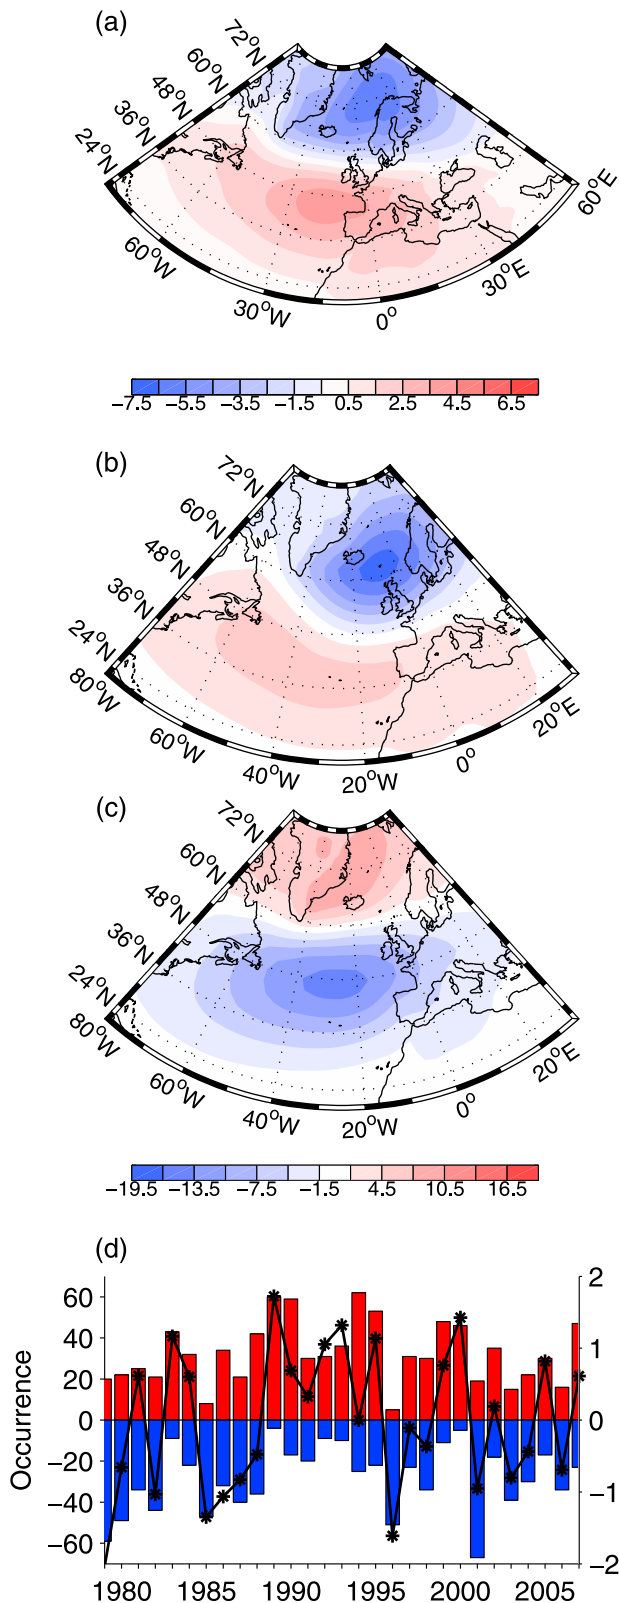 (a)
72°N
60°N
48°N
36°N
24°N
60°W
30°W
0°
30°E
60°E
−7.5 −5.5 −3.5 −1.5 0.5 2.5 4.5 6.5
(b)
72°N
60°N
48°N
36°N
24°N
80°W
60°W
40°W
20°W
0°
20°E
(c)
72°N
60°N
48°N
36°N
24°N
80°W
60°W
40°W
20°W
0°
20°E
−19.5 −13.5 −7.5 −1.5 4.5 10.5 16.5
(d)
Occurrence
60
40
20
0
−20
−40
−60
2
1
0
−1
−2
1980 1985 1990 1995 2000 2005